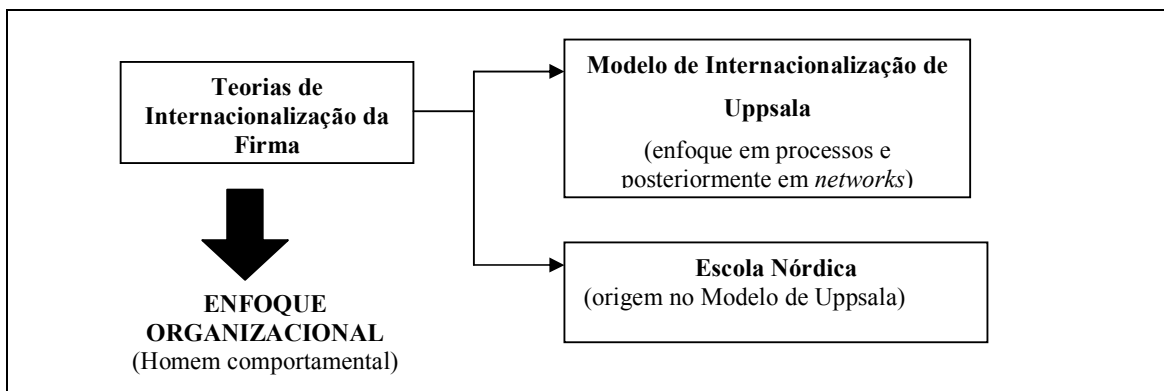 Teorias de
Internacionalização da
Firma
ENFOQUE
ORGANIZACIONAL
(Homem comportamental)
Modelo de Internacionalização de
Uppsala
(enfoque em processos e
posteriormente em networks)
Escola Nórdica
(origem no Modelo de Uppsala)